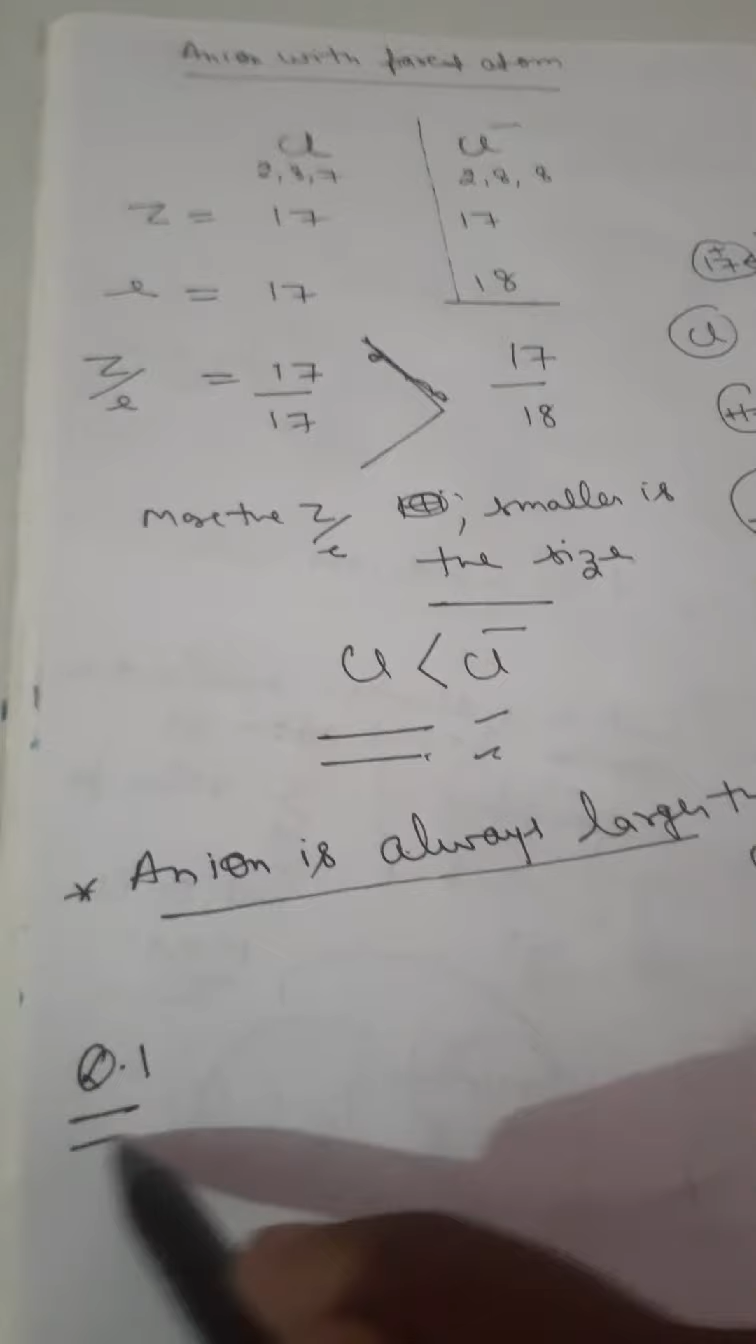 Anion with parent atom
Cl Cl⁻
2,8,7 2,8,8
Z = 17 17
e = 17 18
Z/e = 17/17 > 17/18
More the Z/e ; smaller is
the size
Cl < Cl⁻
* Anion is always larger
Q.1
Cl